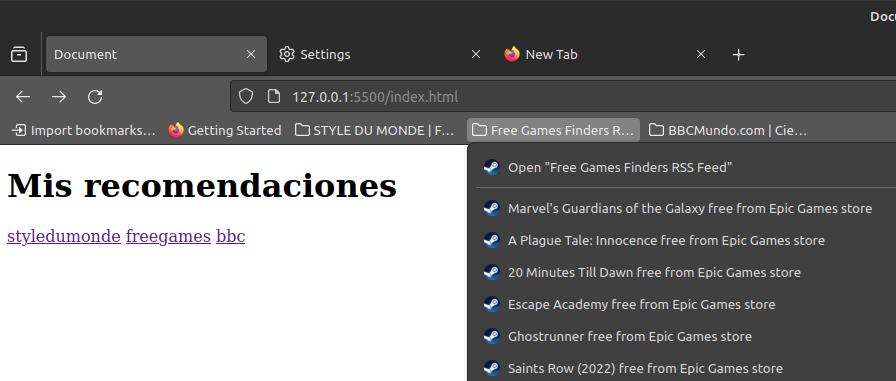 Docu
Document
Settings
New Tab
127.0.0.1:5500/index.html
Import bookmarks...
Getting Started
STYLE DU MONDE | F...
Free Games Finders R...
BBCMundo.com | Cie...
Mis recomendaciones
styledumonde freegames bbc
Open "Free Games Finders RSS Feed"
Marvel's Guardians of the Galaxy free from Epic Games store
A Plague Tale: Innocence free from Epic Games store
20 Minutes Till Dawn free from Epic Games store
Escape Academy free from Epic Games store
Ghostrunner free from Epic Games store
Saints Row (2022) free from Epic Games store